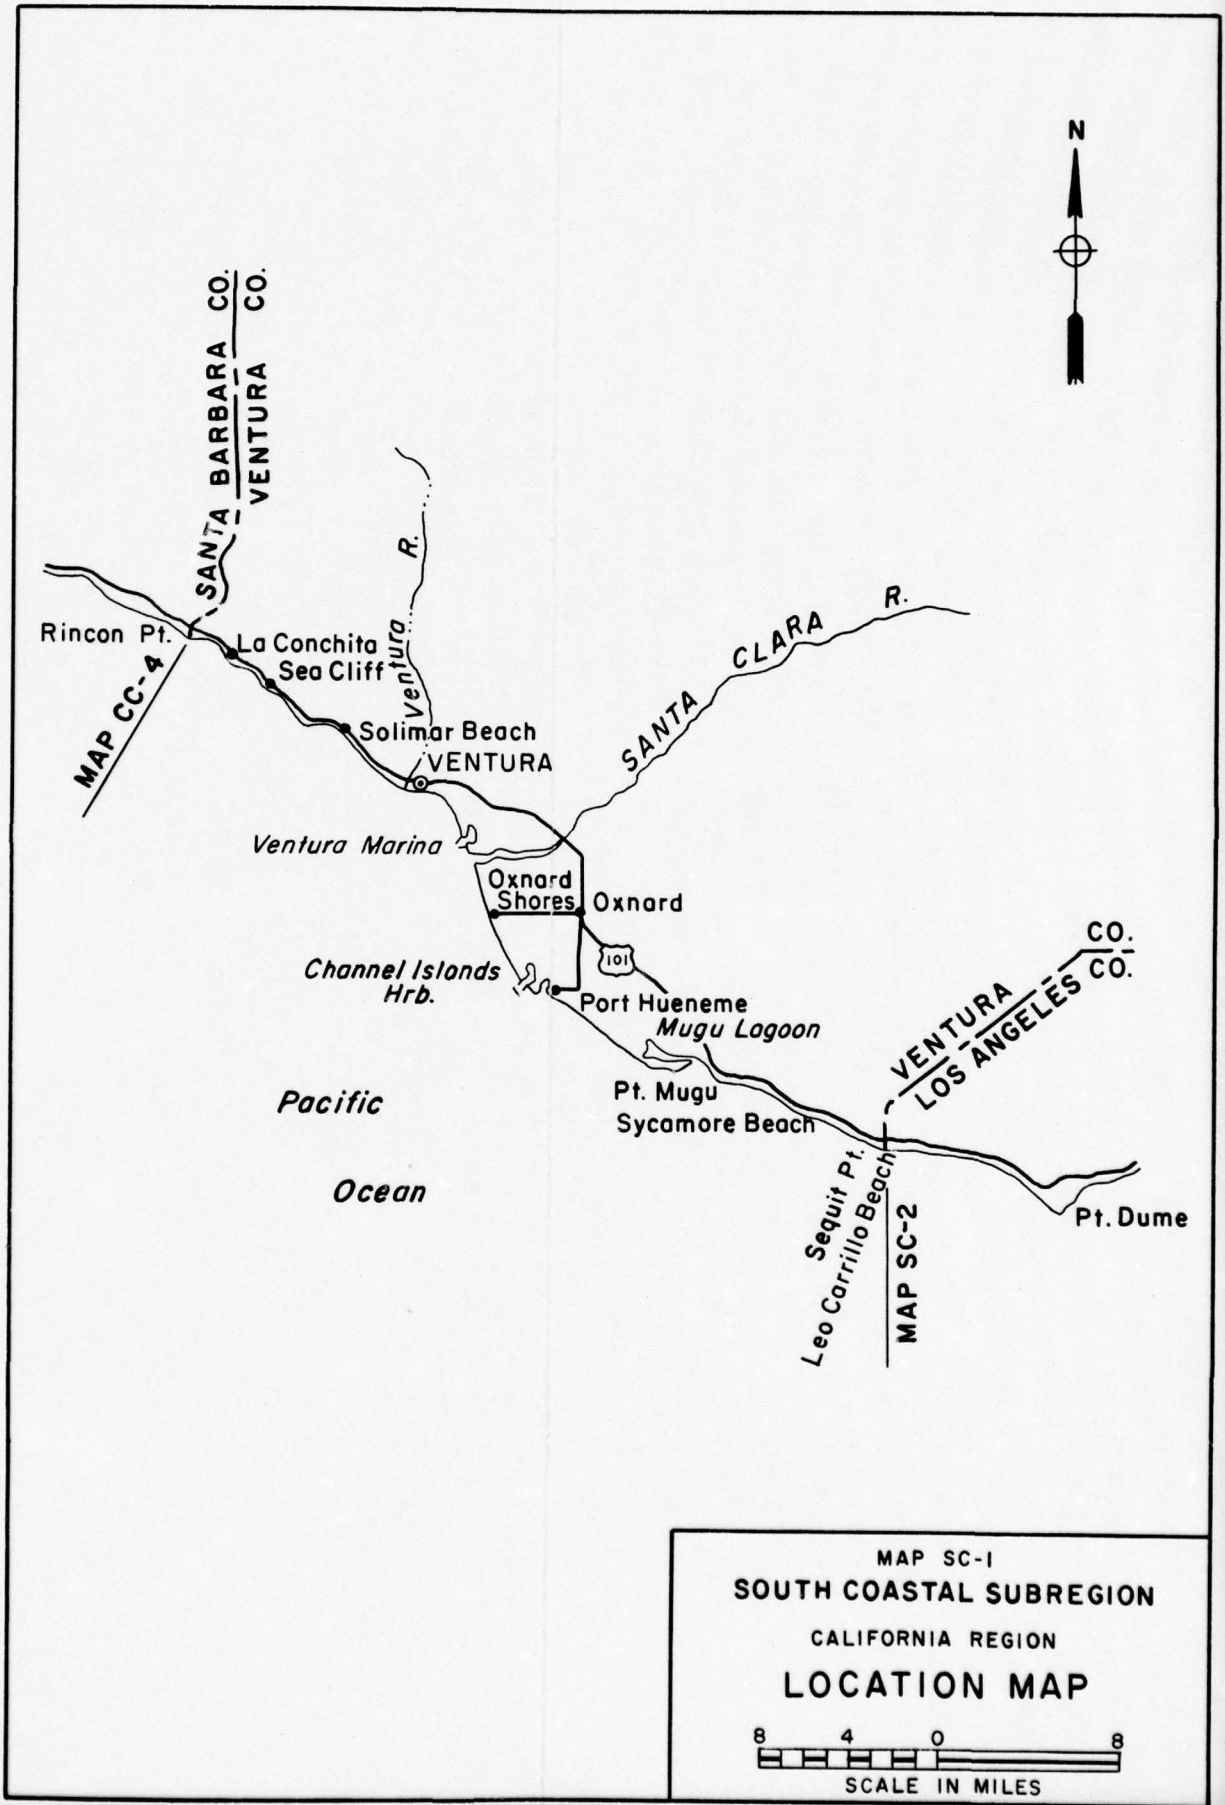 N
SANTA BARBARA CO.
VENTURA CO.
Ventura R.
SANTA CLARA R.
Rincon Pt.
La Conchita
Sea Cliff
MAP CC-4
Solimar Beach
VENTURA
Ventura Marina
Oxnard
Shores
Oxnard
101
Channel Islands
Hrb.
Port Hueneme
Mugu Lagoon
VENTURA CO.
LOS ANGELES CO.
Pt. Mugu
Sycamore Beach
Pacific
Ocean
Sequit Pt.
Leo Carrillo Beach
MAP SC-2
Pt. Dume
MAP SC-1
SOUTH COASTAL SUBREGION
CALIFORNIA REGION
LOCATION MAP
8 4 0 8
SCALE IN MILES